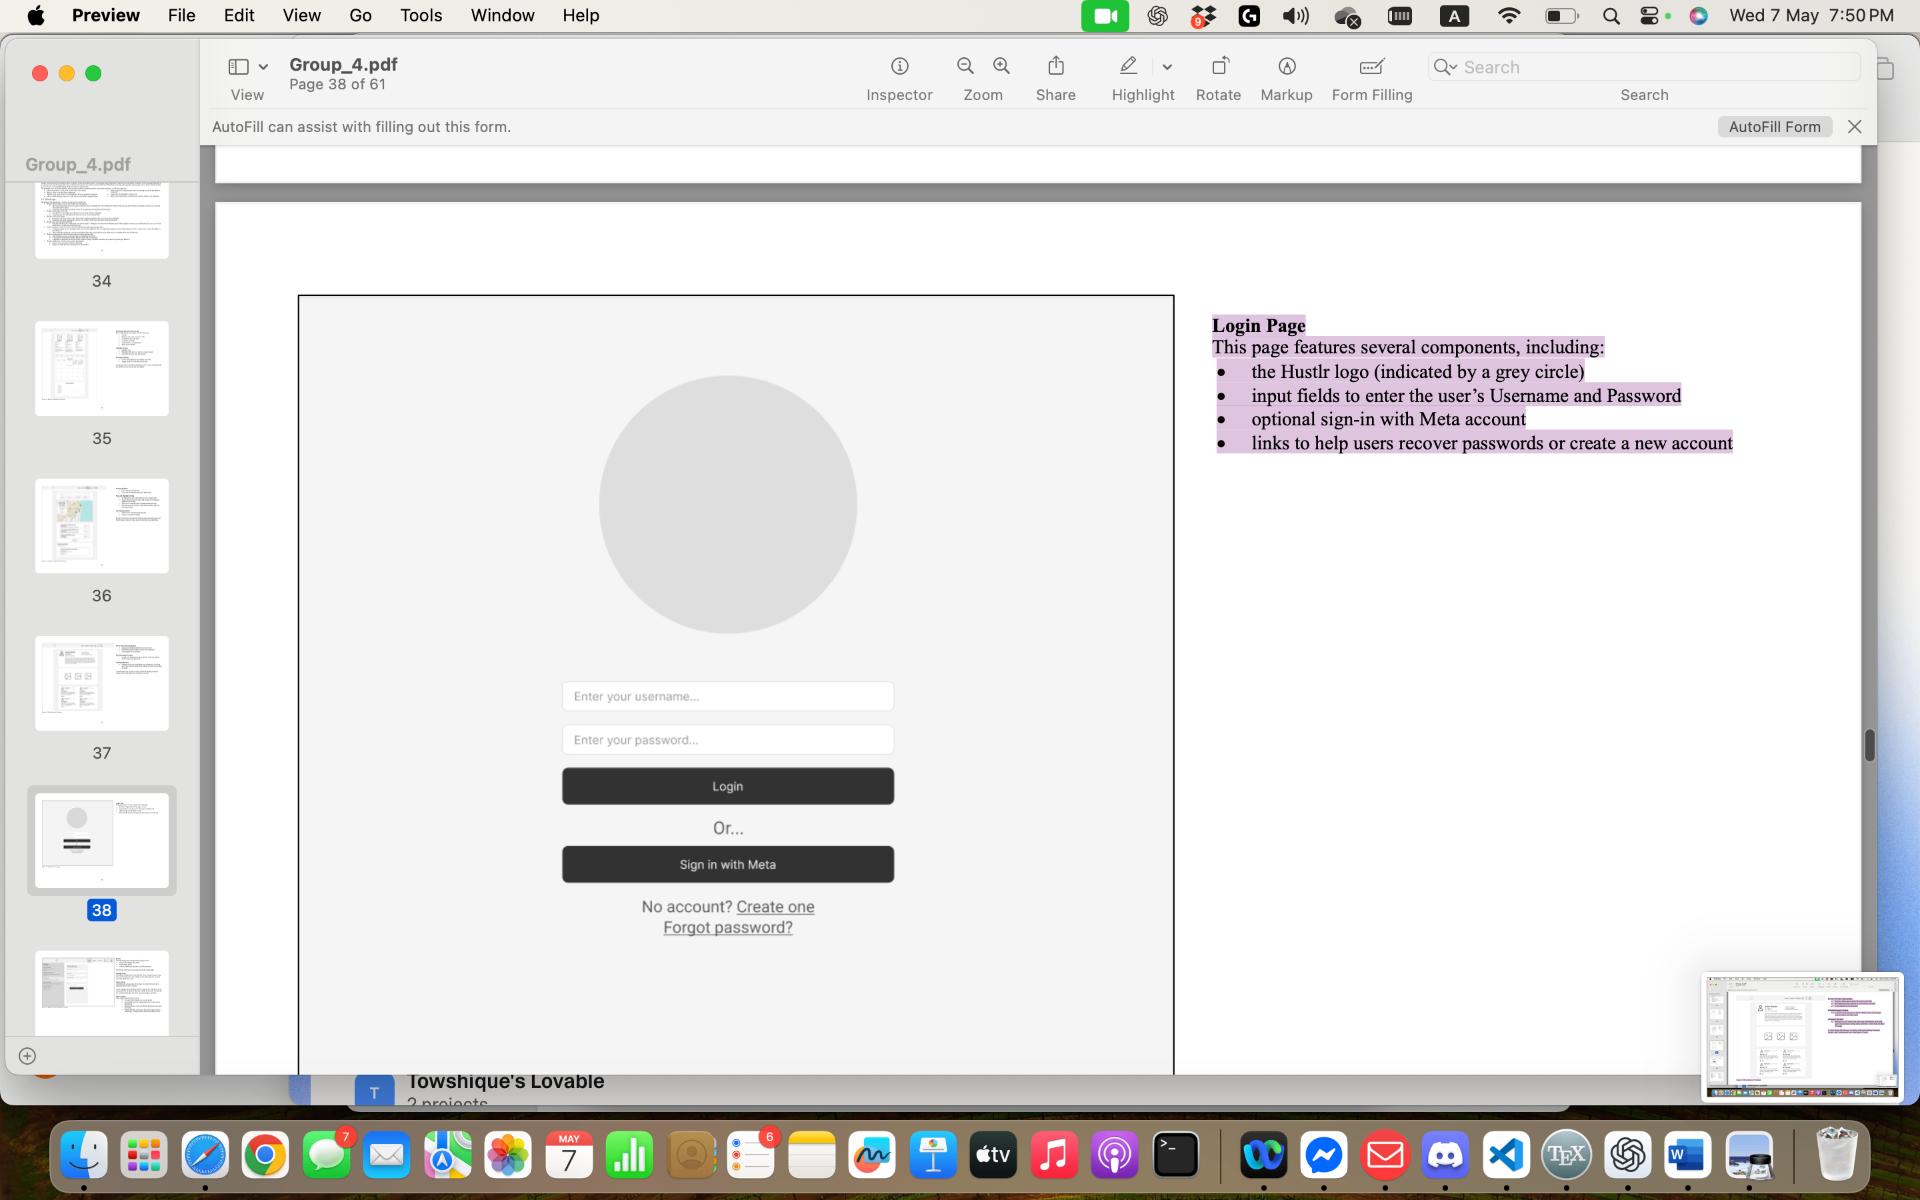 Preview File Edit View Go Tools Window Help
9
A
Wed 7 May 7:50 PM
Group_4.pdf
Page 38 of 61
View
Inspector
Zoom
Share
Highlight
Rotate
Markup
Form Filling
Search
Search
AutoFill can assist with filling out this form.
AutoFill Form
Group_4.pdf
34
35
36
37
38
Login Page
This page features several components, including:
• the Hustlr logo (indicated by a grey circle)
• input fields to enter the user’s Username and Password
• optional sign-in with Meta account
• links to help users recover passwords or create a new account
Enter your username...
Enter your password...
Login
Or...
Sign in with Meta
No account? Create one
Forgot password?
T
Towshique's Lovable
2 projects
7
MAY
7
6
tv
>_
TEX
W